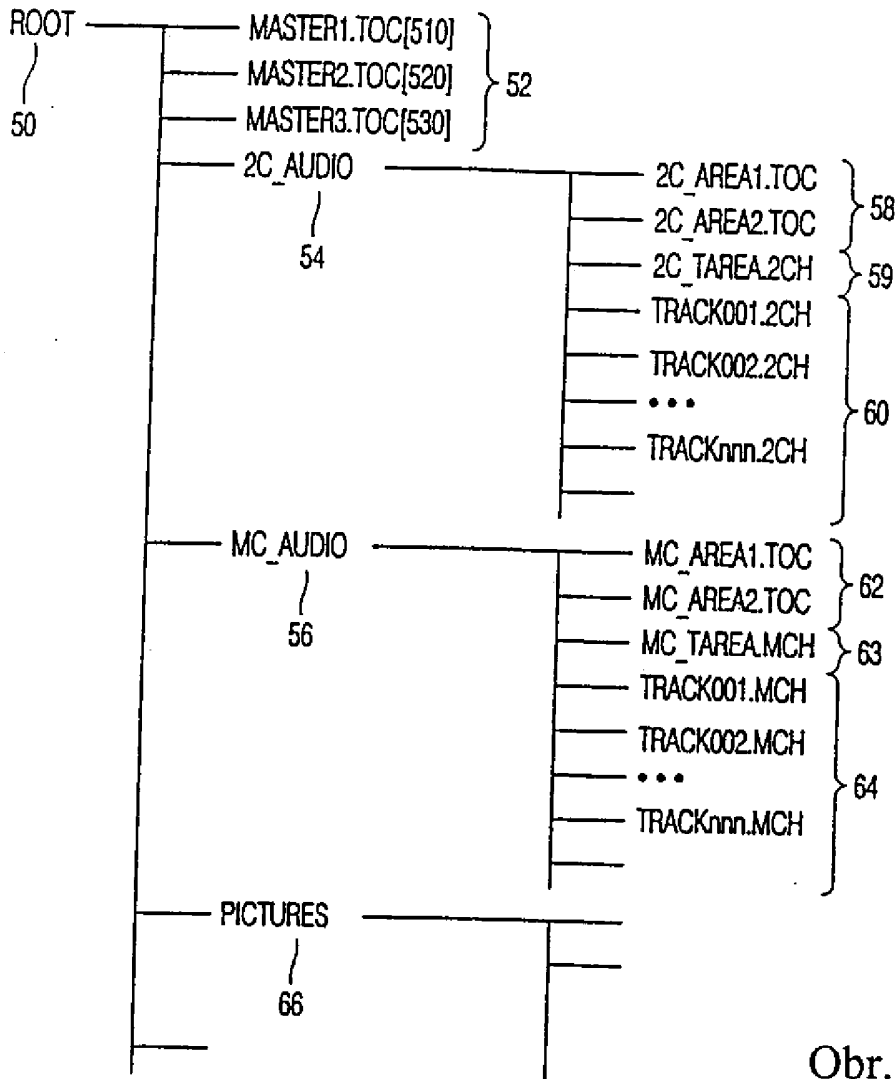 ROOT
50
MASTER1.TOC[510]
MASTER2.TOC[520]
MASTER3.TOC[530]
52
2C_AUDIO
54
2C_AREA1.TOC
2C_AREA2.TOC
58
2C_TAREA.2CH
59
TRACK001.2CH
TRACK002.2CH
•••
TRACKnnn.2CH
60
MC_AUDIO
56
MC_AREA1.TOC
MC_AREA2.TOC
62
MC_TAREA.MCH
63
TRACK001.MCH
TRACK002.MCH
•••
TRACKnnn.MCH
64
PICTURES
66
Obr.